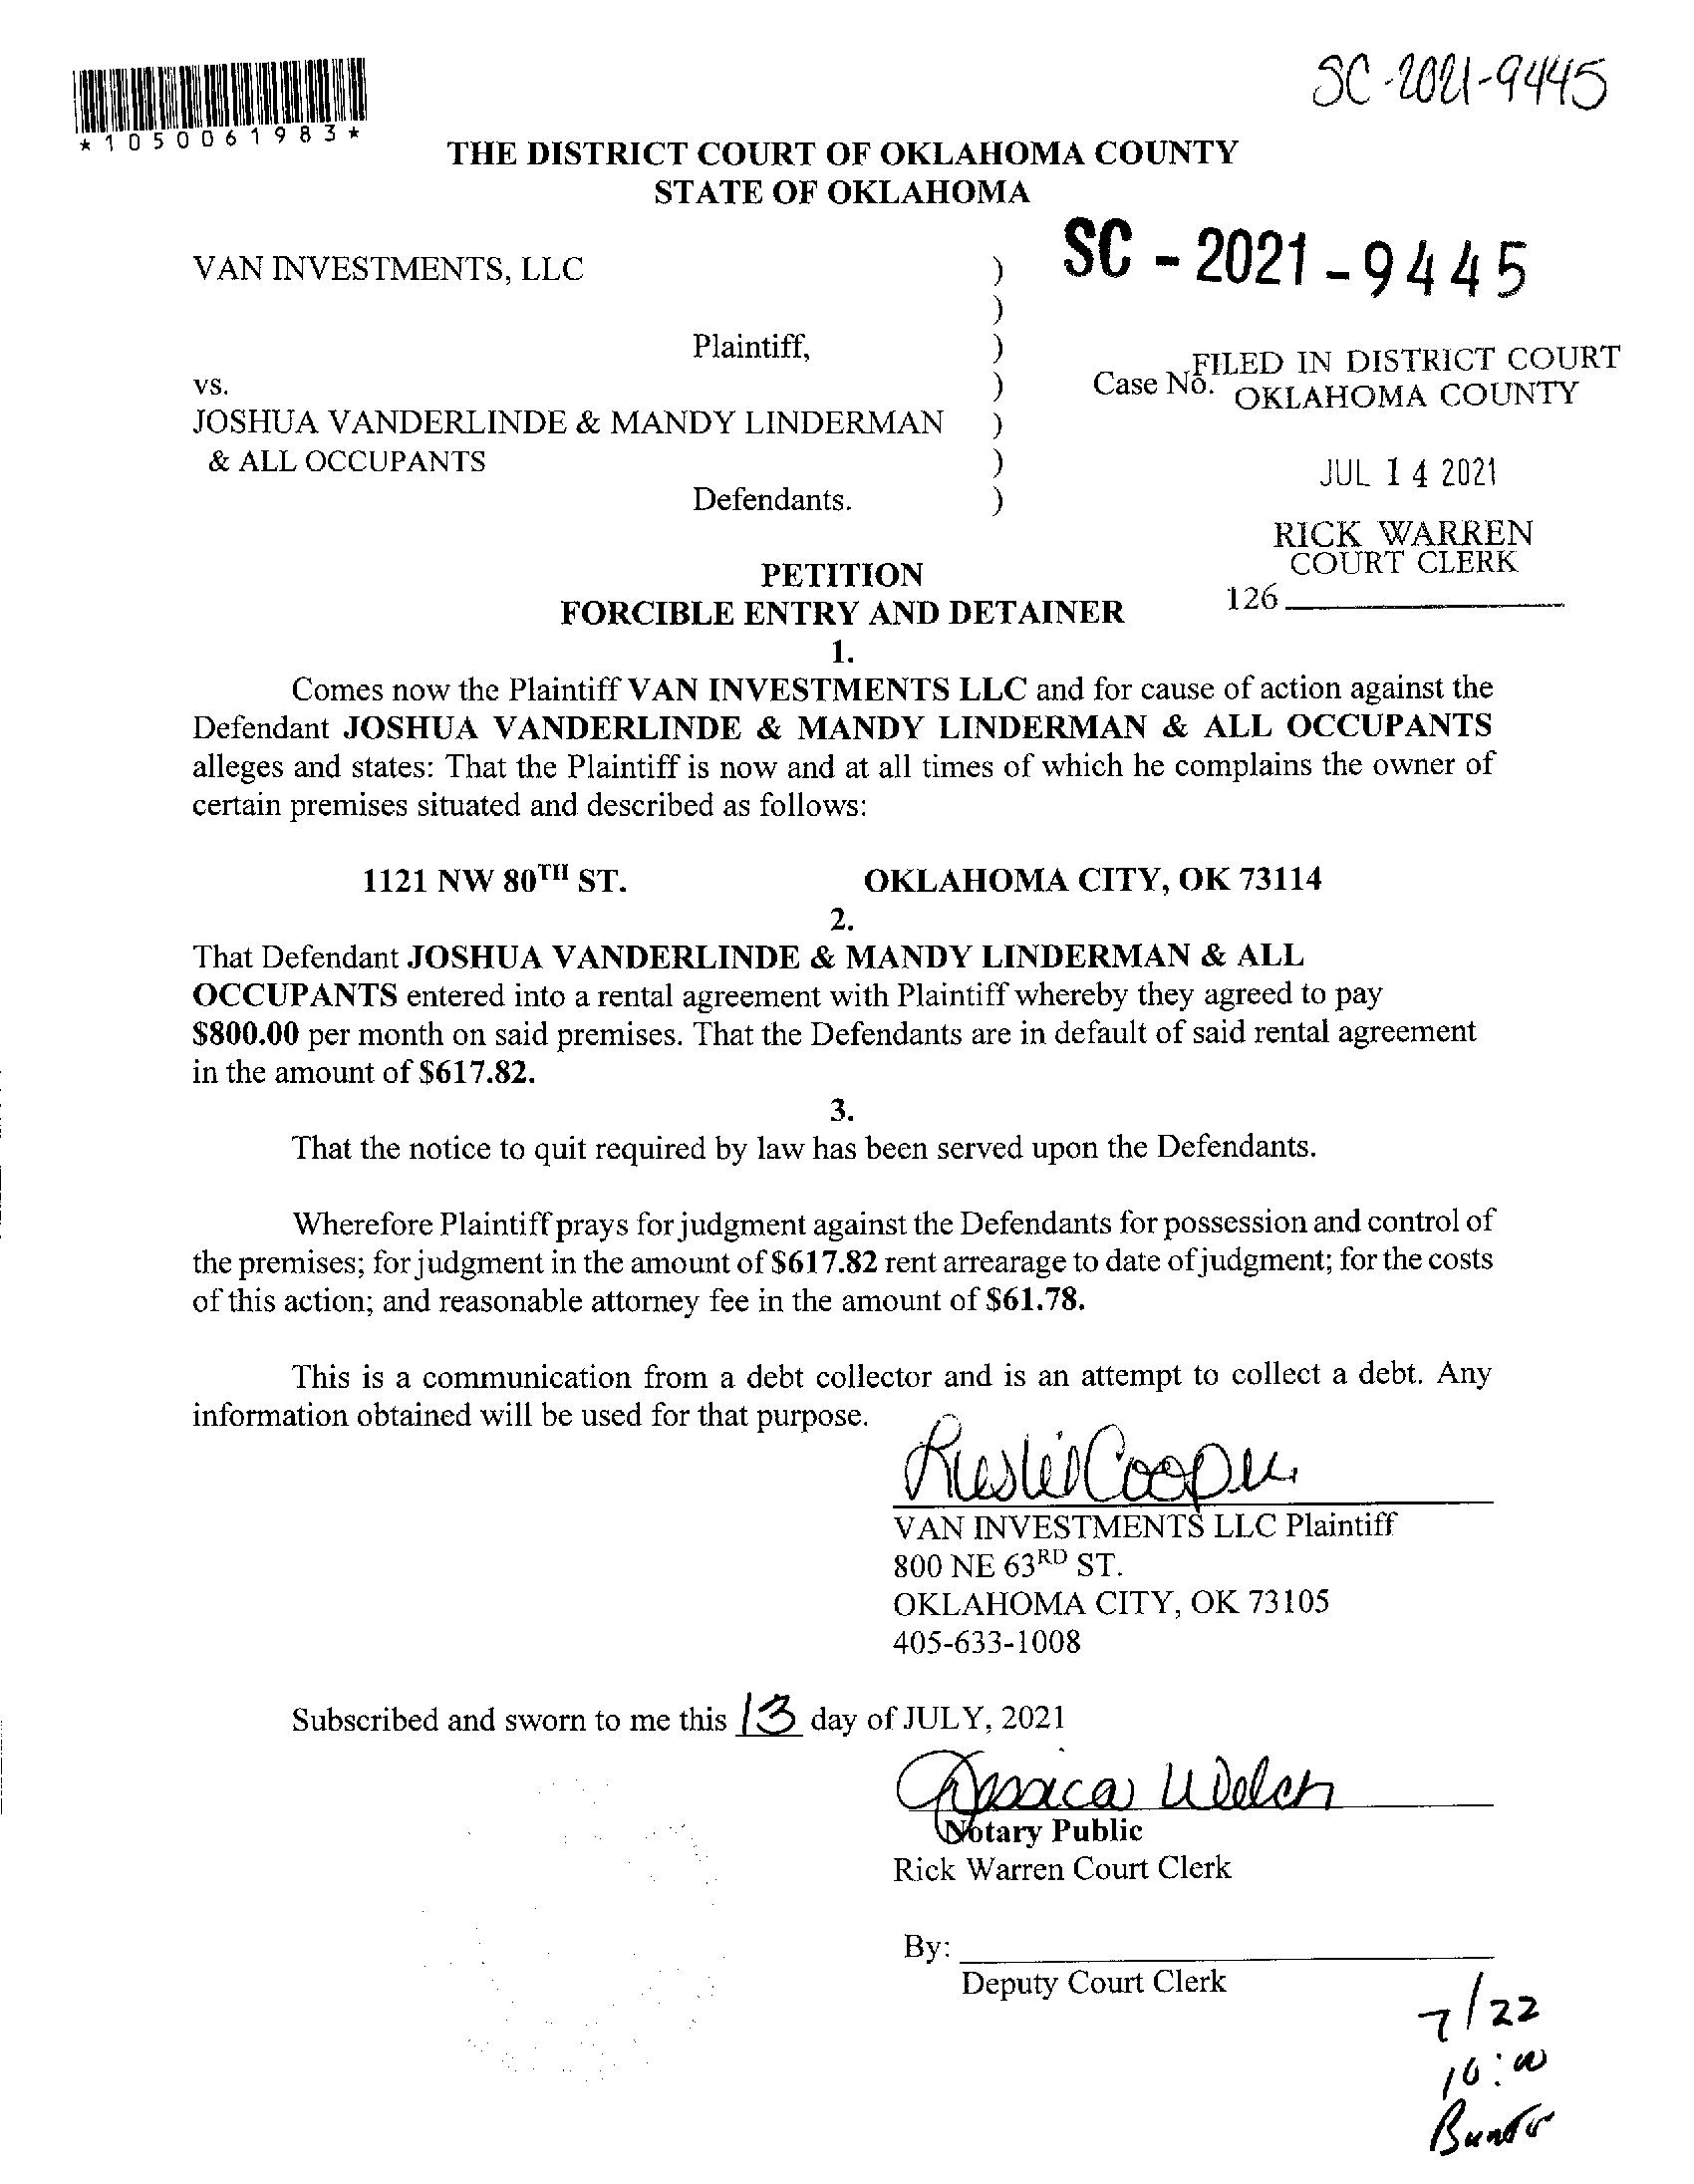 SC-2021-9445
*1050061983*
THE DISTRICT COURT OF OKLAHOMA COUNTY
STATE OF OKLAHOMA
SC - 2021 - 9445
VAN INVESTMENTS, LLC )
)
Plaintiff, )
FILED IN DISTRICT COURT
vs. ) Case No.
OKLAHOMA COUNTY
JOSHUA VANDERLINDE & MANDY LINDERMAN )
& ALL OCCUPANTS )
JUL 14 2021
Defendants. )
RICK WARREN
COURT CLERK
126
PETITION
FORCIBLE ENTRY AND DETAINER
1.
Comes now the Plaintiff VAN INVESTMENTS LLC and for cause of action against the
Defendant JOSHUA VANDERLINDE & MANDY LINDERMAN & ALL OCCUPANTS
alleges and states: That the Plaintiff is now and at all times of which he complains the owner of
certain premises situated and described as follows:
1121 NW 80TH ST. OKLAHOMA CITY, OK 73114
2.
That Defendant JOSHUA VANDERLINDE & MANDY LINDERMAN & ALL
OCCUPANTS entered into a rental agreement with Plaintiff whereby they agreed to pay
$800.00 per month on said premises. That the Defendants are in default of said rental agreement
in the amount of $617.82.
3.
That the notice to quit required by law has been served upon the Defendants.
Wherefore Plaintiff prays for judgment against the Defendants for possession and control of
the premises; for judgment in the amount of $617.82 rent arrearage to date of judgment; for the costs
of this action; and reasonable attorney fee in the amount of $61.78.
This is a communication from a debt collector and is an attempt to collect a debt. Any
information obtained will be used for that purpose.
Cooper
VAN INVESTMENTS LLC Plaintiff
800 NE 63RD ST.
OKLAHOMA CITY, OK 73105
405-633-1008
Subscribed and sworn to me this 13 day of JULY, 2021
Jessica Welch
Notary Public
Rick Warren Court Clerk
By:
Deputy Court Clerk
7/22
10:00